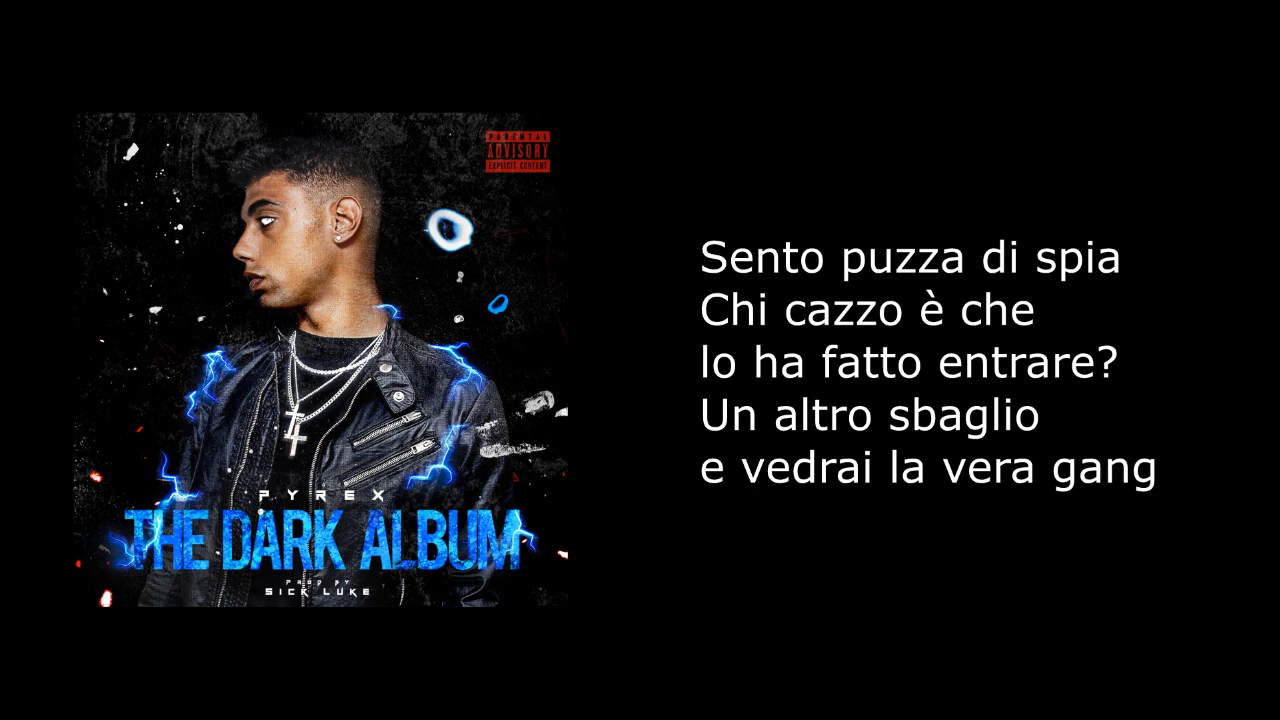 PARENTAL
ADVISORY
EXPLICIT CONTENT
PYREX
THE DARK ALBUM
PROD BY
SICK LUKE
Sento puzza di spia
Chi cazzo è che
lo ha fatto entrare?
Un altro sbaglio
e vedrai la vera gang